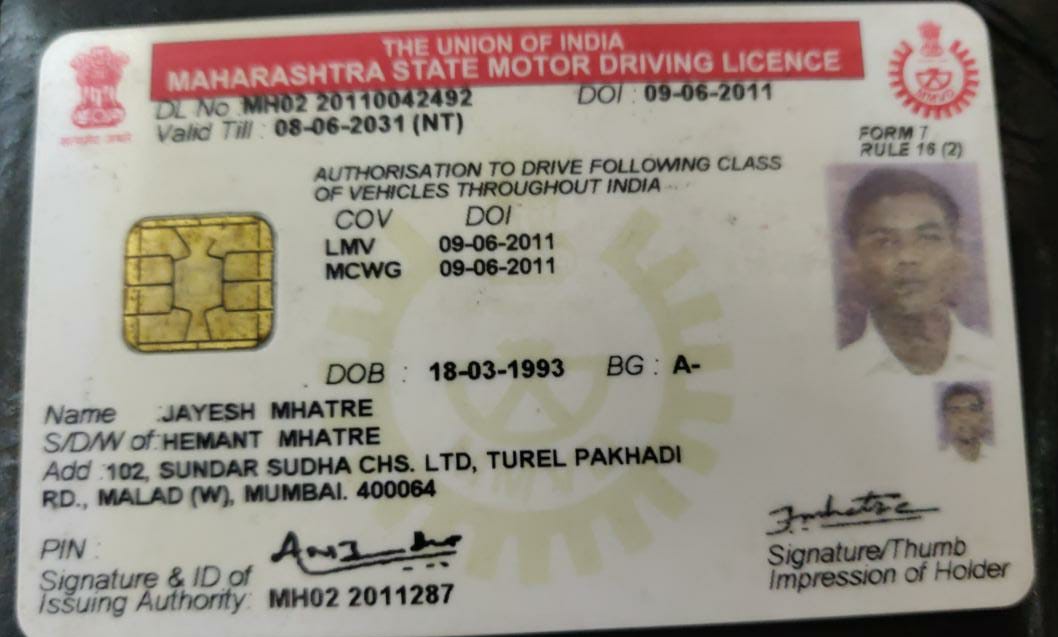 THE UNION OF INDIA
MAHARASHTRA STATE MOTOR DRIVING LICENCE
DL No MH02 20110042492 DOI : 09-06-2011
Valid Till : 08-06-2031 (NT)
FORM 7
RULE 16 (2)
AUTHORISATION TO DRIVE FOLLOWING CLASS
OF VEHICLES THROUGHOUT INDIA
COV DOI
LMV 09-06-2011
MCWG 09-06-2011
DOB : 18-03-1993 BG : A-
Name :JAYESH MHATRE
S/D/W of:HEMANT MHATRE
Add :102, SUNDAR SUDHA CHS. LTD, TUREL PAKHADI
RD., MALAD (W), MUMBAI. 400064
PIN :
Signature & ID of
Issuing Authority: MH02 2011287
Signature/Thumb
Impression of Holder